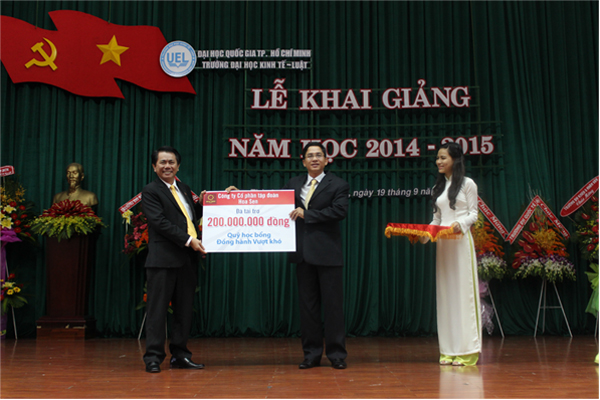 UEL
ĐẠI HỌC QUỐC GIA TP. HỒ CHÍ MINH
TRƯỜNG ĐẠI HỌC KINH TẾ - LUẬT
LỄ KHAI GIẢNG
NĂM HỌC 2014 - 2015
, ngày 19 tháng 9 năm
Công ty Cổ phần tập đoàn
Hoa Sen
Đã tài trợ
200.000.000 đồng
Quỹ học bổng
Đồng hành Vượt khó